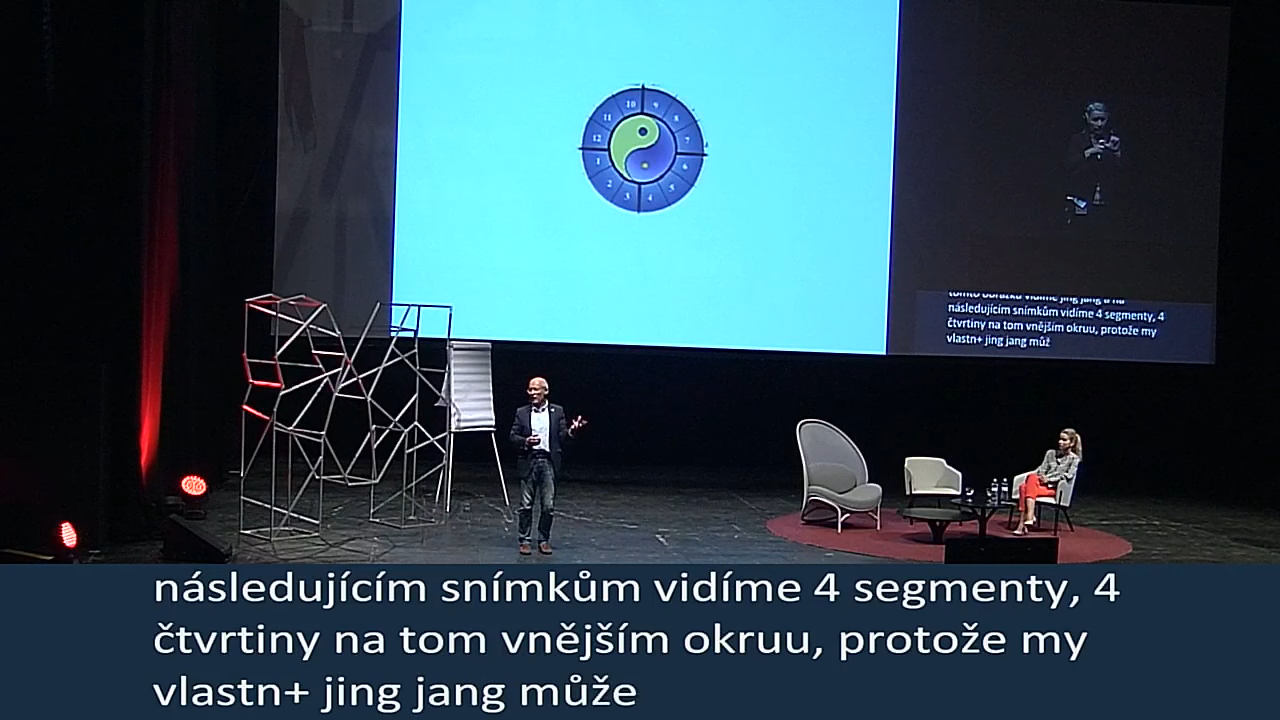 10 9
11 8
12 7
1 6
2 5
3 4
tomto obrázku vidíme jing jang a na
následujícím snímkům vidíme 4 segmenty, 4
čtvrtiny na tom vnějším okruu, protože my
vlastn+ jing jang můž
následujícím snímkům vidíme 4 segmenty, 4
čtvrtiny na tom vnějším okruu, protože my
vlastn+ jing jang může